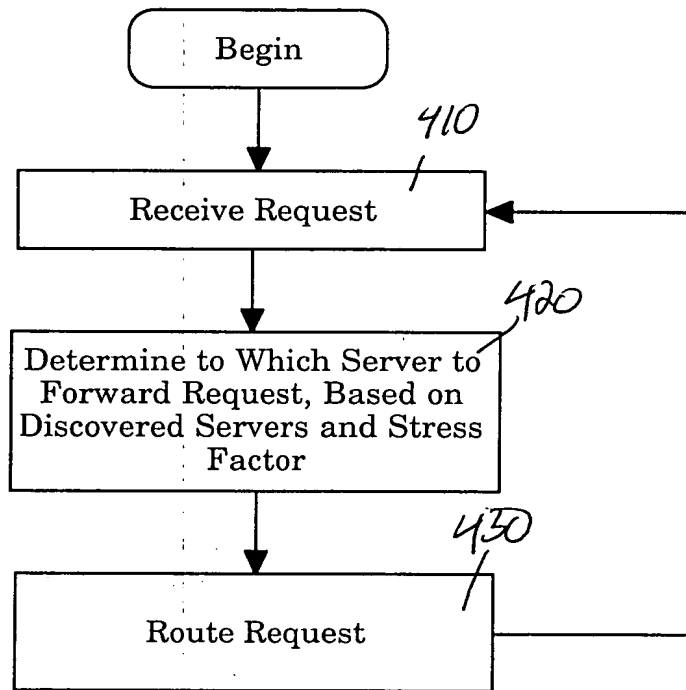 Begin
410
Receive Request
420
Determine to Which Server to
Forward Request, Based on
Discovered Servers and Stress
Factor
430
Route Request